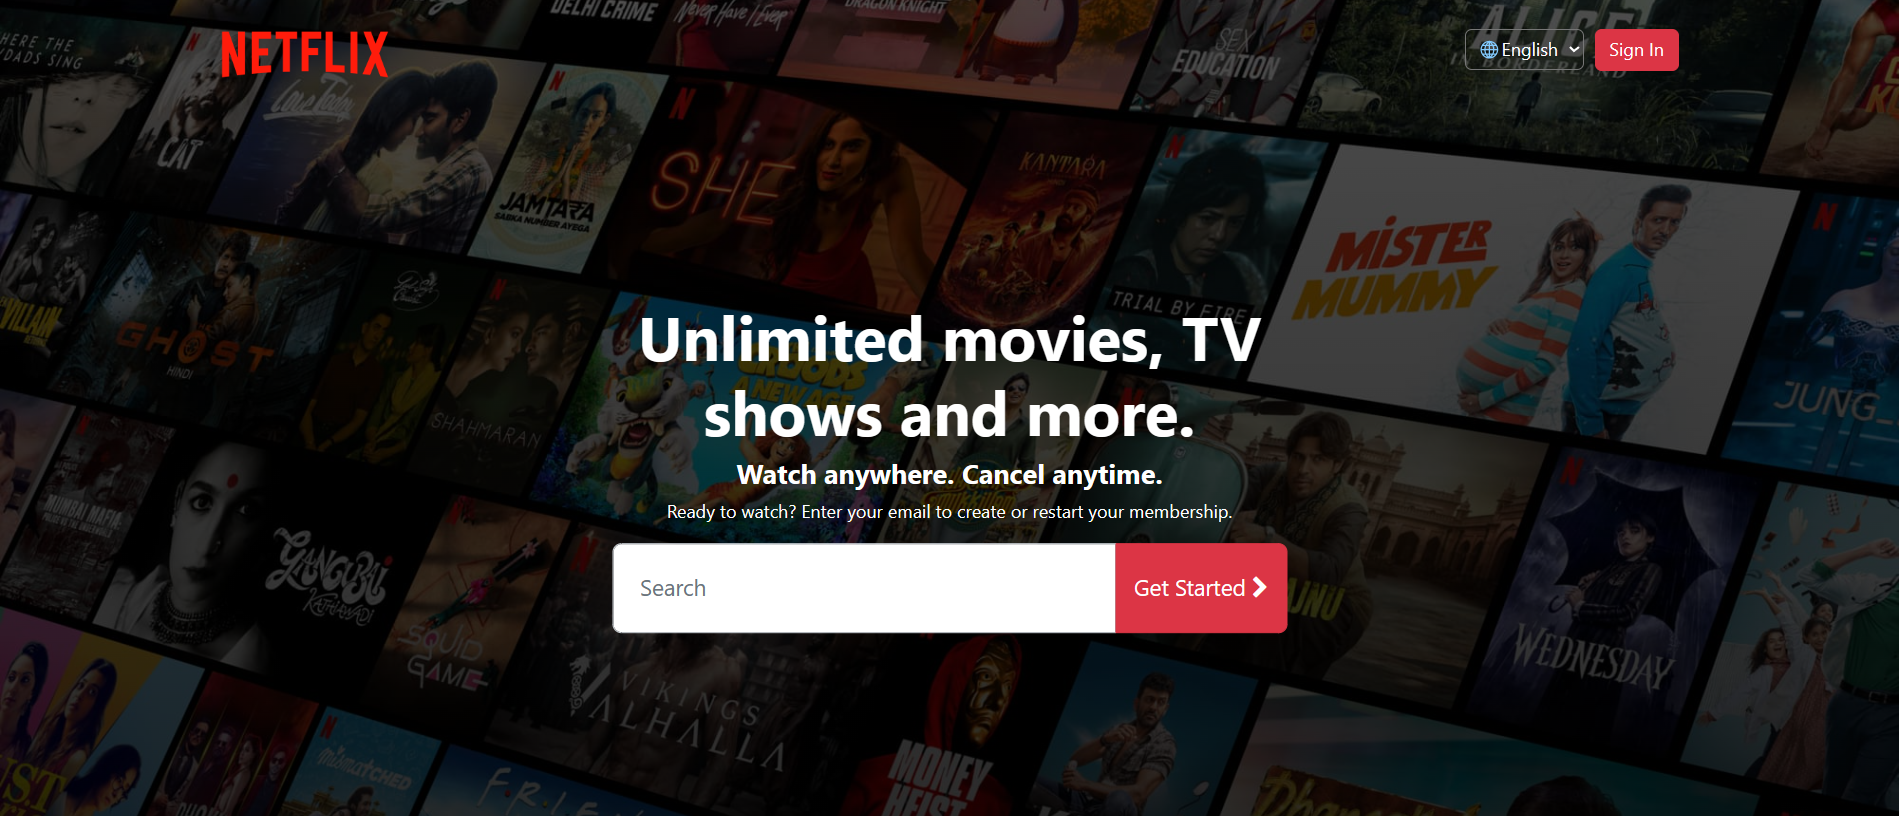 DELHI CRIME
Never Have I Ever
DRAGON KNIGHT
SEX
EDUCATION
ALICE
IN BORDERLAND
HERE THE
DADS SING
NETFLIX
English
Sign In
CAT
Love Today
JAMTARA
SABKA NUMBER AYEGA
SHE
KANTARA
TRIAL BY FIRE
MISTER
MUMMY
VILLAIN
GHOST
HINDI
SHAHMARAN
CROODS
A NEW AGE
JUNG_
Unlimited movies, TV
shows and more.
Watch anywhere. Cancel anytime.
Ready to watch? Enter your email to create or restart your membership.
Search
Get Started
MUMBAI MAFIA:
GANGUBAI
KATHIAWADI
SQUID
GAME
JNU
WEDNESDAY
VIKINGS
VALHALLA
MONEY
HEIST
Mismatched
F.R.I.E